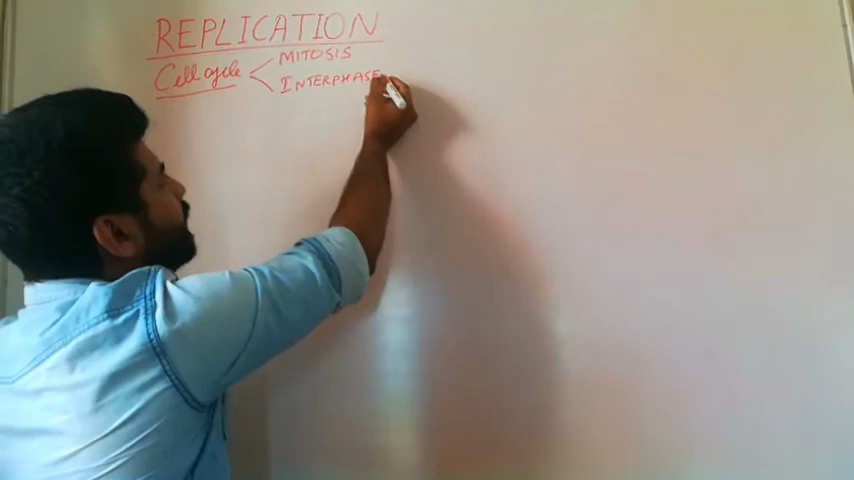 REPLICATION
Cell cycle < MITOSIS
INTERPHASE